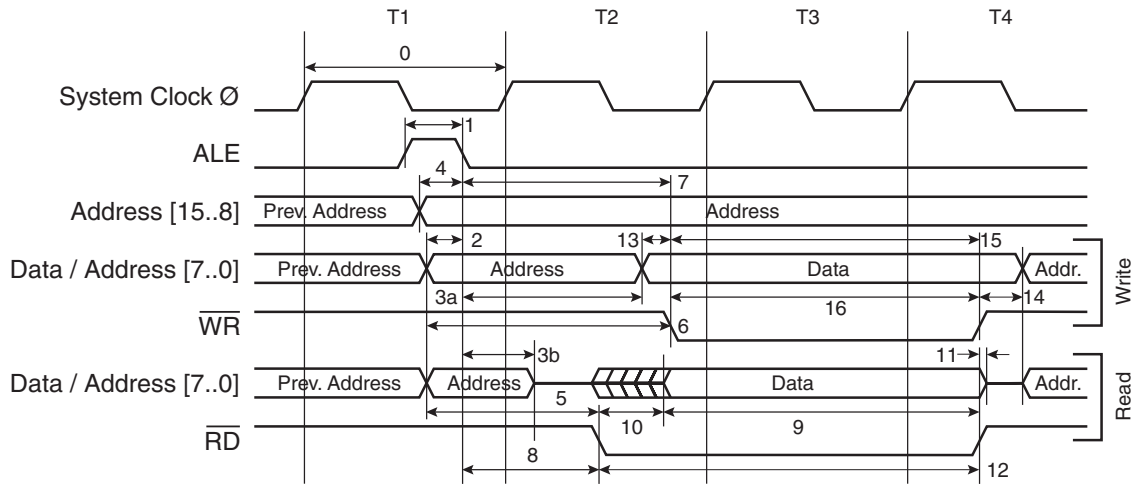 T1 T2 T3 T4
0
System Clock Ø
1
ALE
4 7
Address [15..8] Prev. Address Address
2 13 15
Data / Address [7..0] Prev. Address Address Data Addr.
3a 16 14
WR 6
Write
3b 11
Data / Address [7..0] Prev. Address Address Data Addr.
5 10 9
RD
8 12
Read